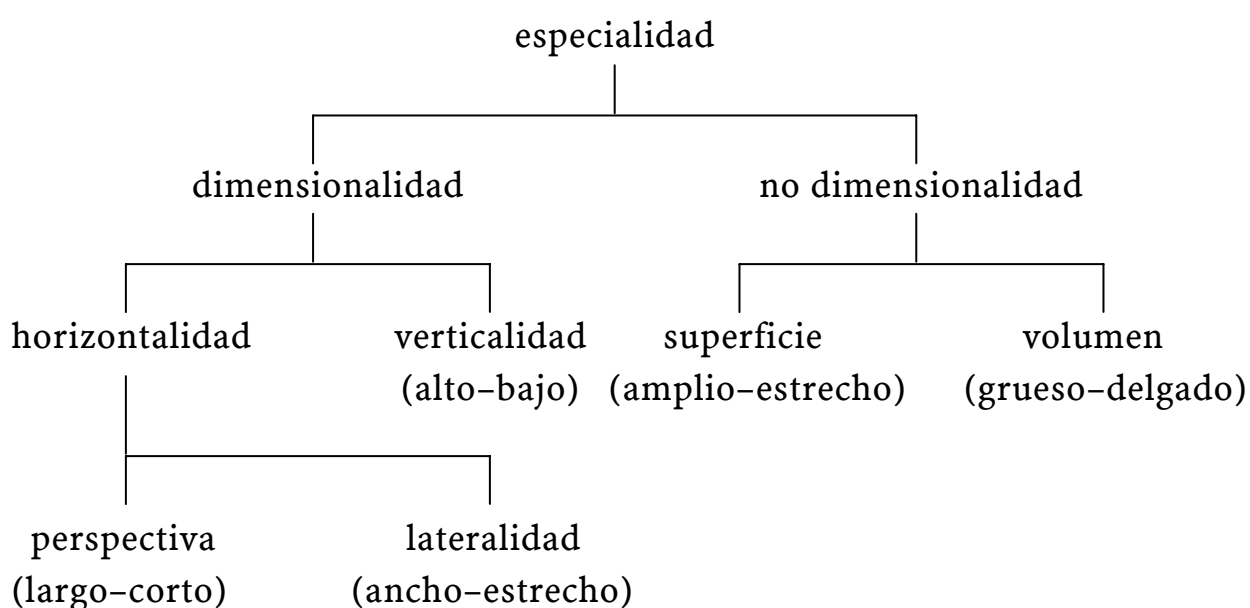 especialidad
dimensionalidad no dimensionalidad
horizontalidad verticalidad superficie volumen
(alto–bajo) (amplio–estrecho) (grueso–delgado)
perspectiva lateralidad
(largo–corto) (ancho–estrecho)